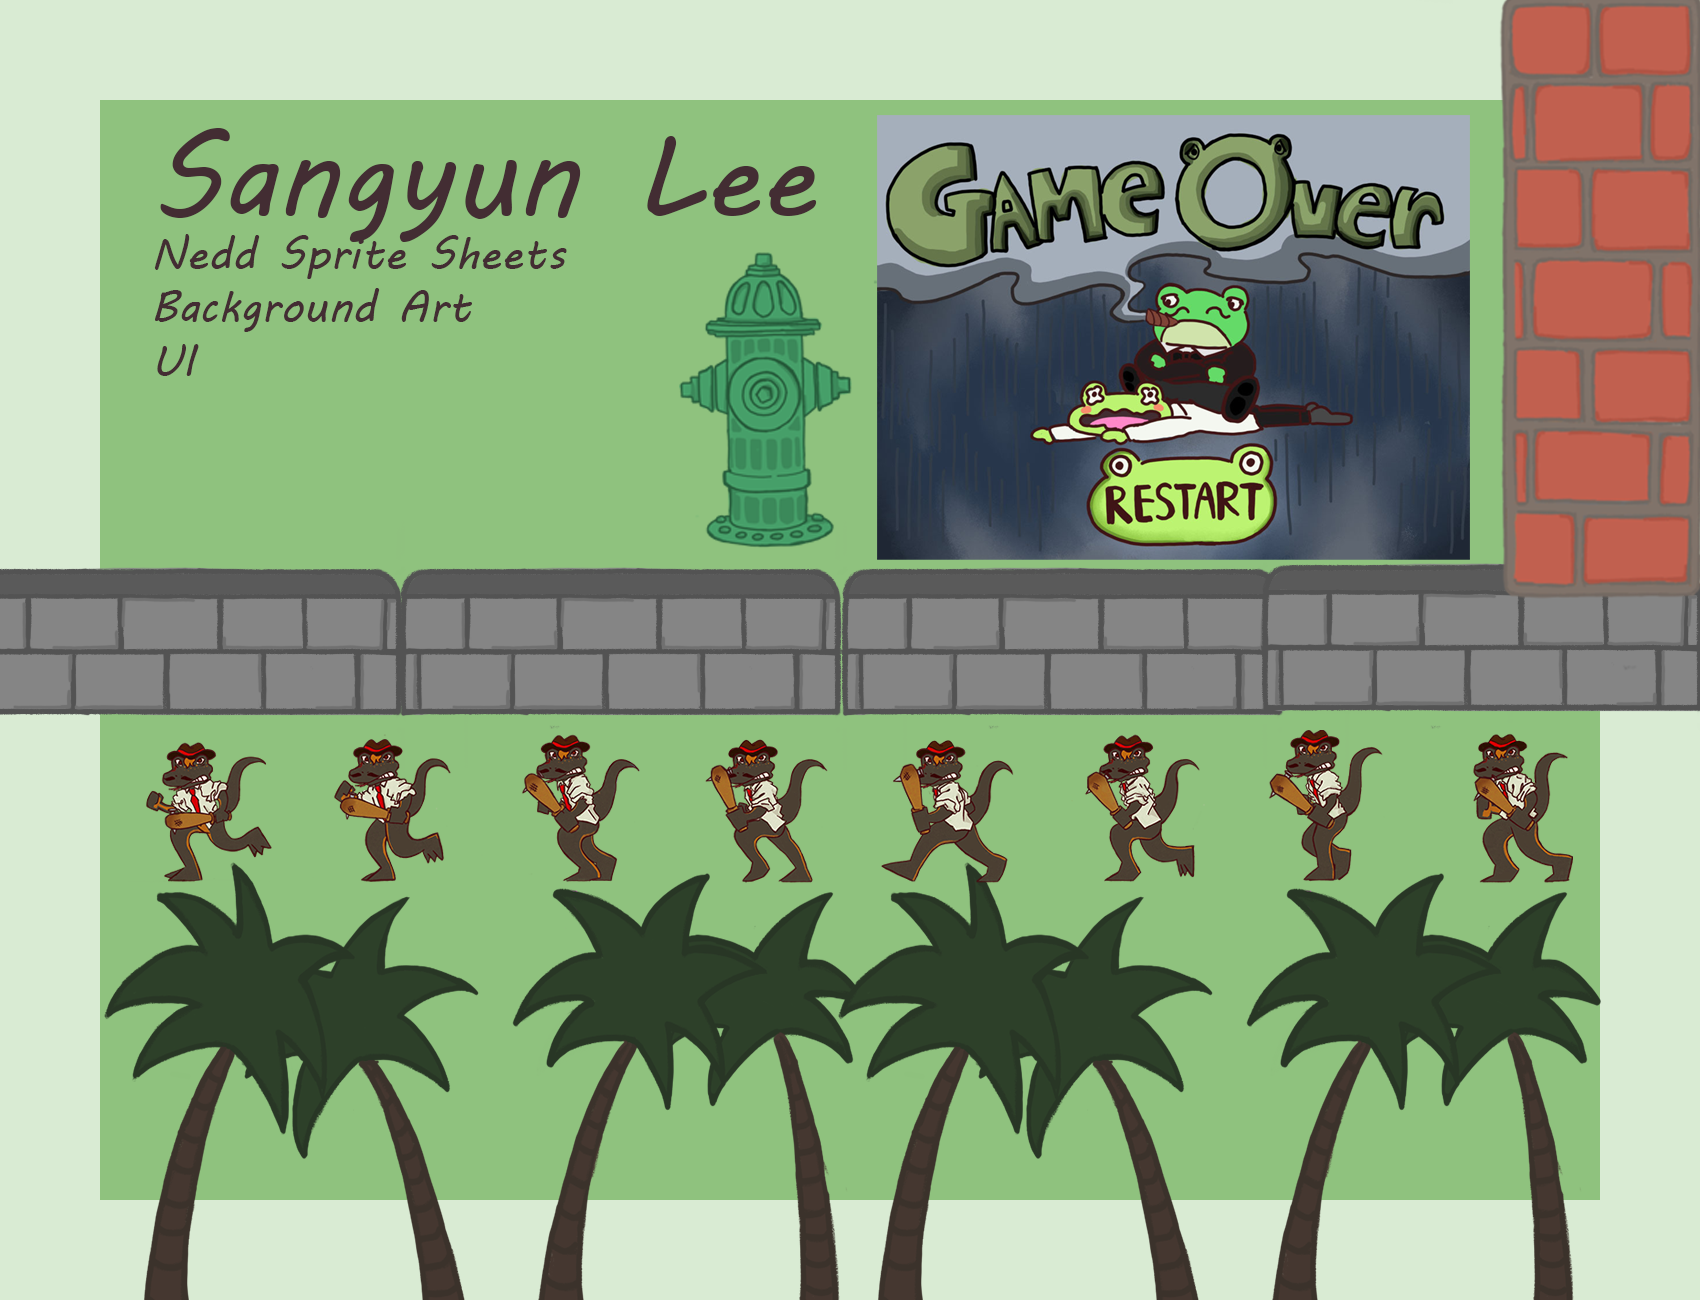 Sangyun Lee
Nedd Sprite Sheets
Background Art
UI
GAMe Over
RESTART